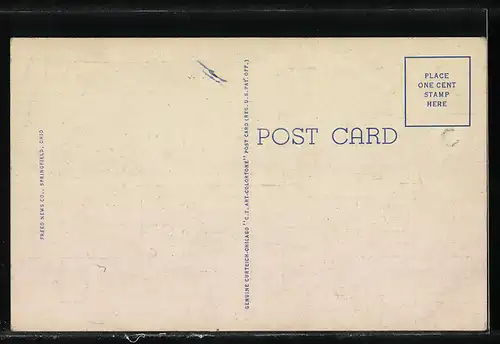 FREED NEWS CO., SPRINGFIELD, OHIO
GENUINE CURTEICH-CHICAGO "C.T. ART-COLORTONE" POST CARD (REG. U.S. PAT. OFF.)
POST CARD
PLACE
ONE CENT
STAMP
HERE